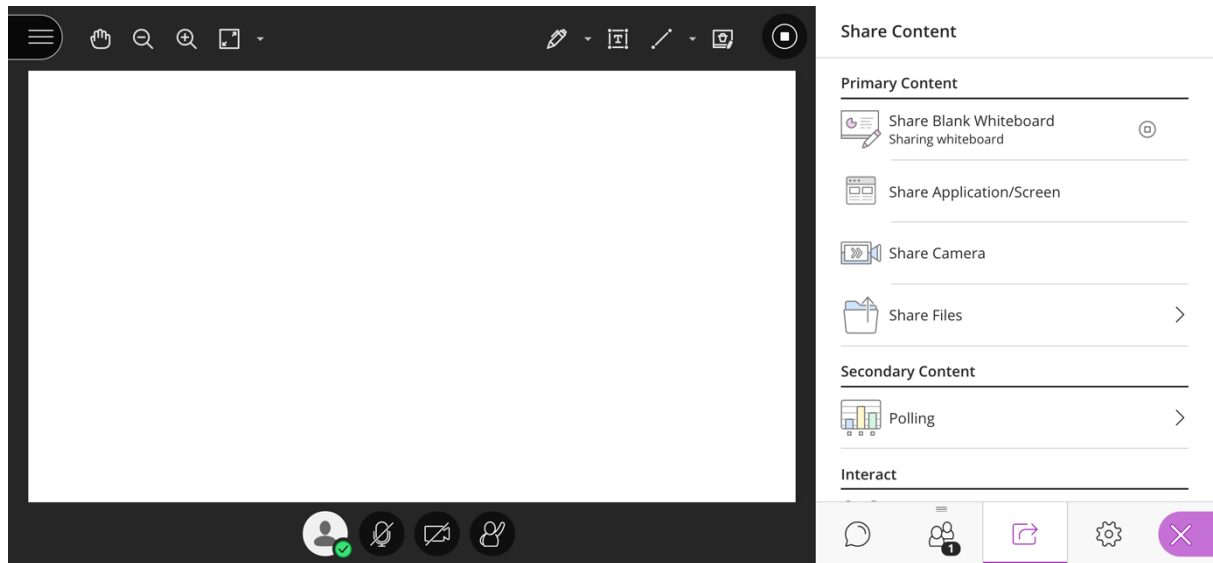 T
Share Content
Primary Content
Share Blank Whiteboard
Sharing whiteboard
Share Application/Screen
Share Camera
Share Files
Secondary Content
Polling
Interact
1